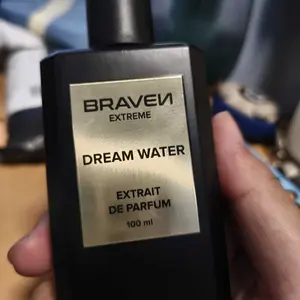 BRAVEN
EXTREME
DREAM WATER
EXTRAIT
DE PARFUM
100 ml